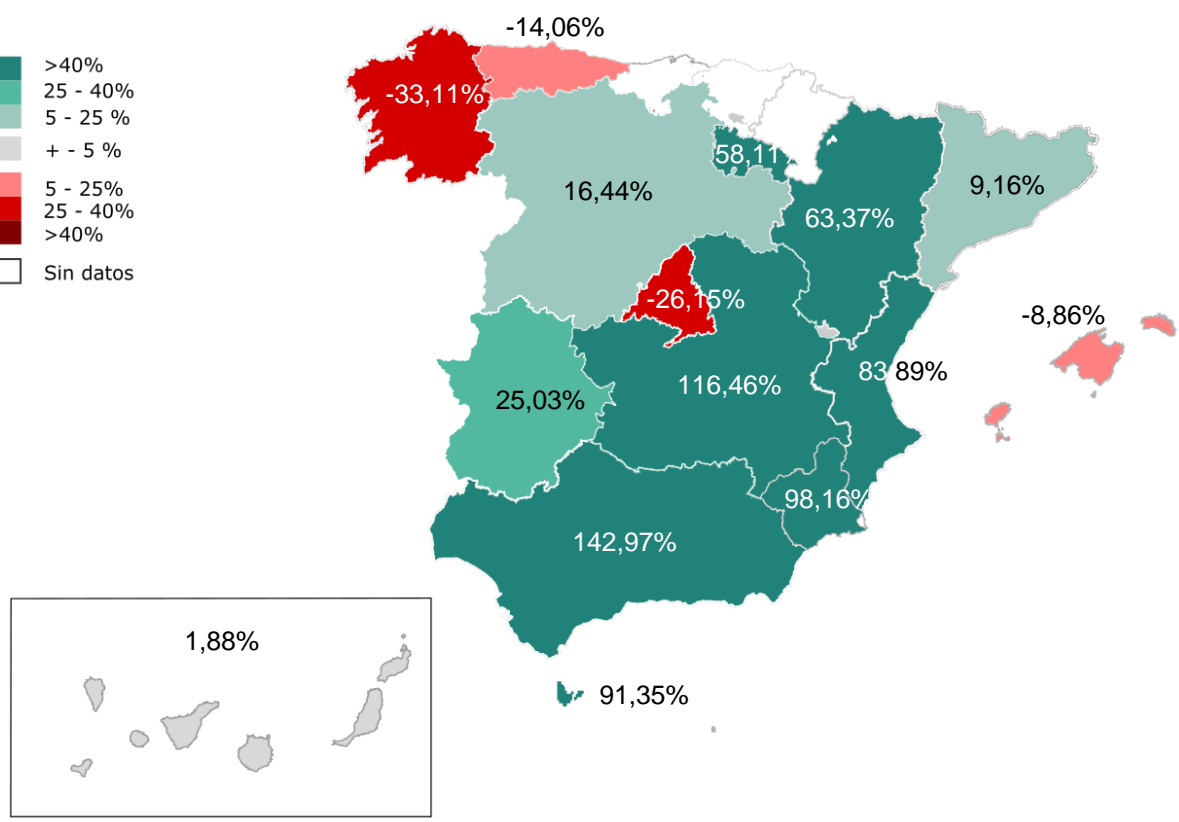 -14,06%
>40%
25 - 40%
5 - 25 %
+ - 5 %
5 - 25%
25 - 40%
>40%
Sin datos
-33,11%
58,11
16,44%
9,16%
63,37%
-26,15%
-8,86%
83,89%
116,46%
25,03%
98,16%
142,97%
1,88%
91,35%